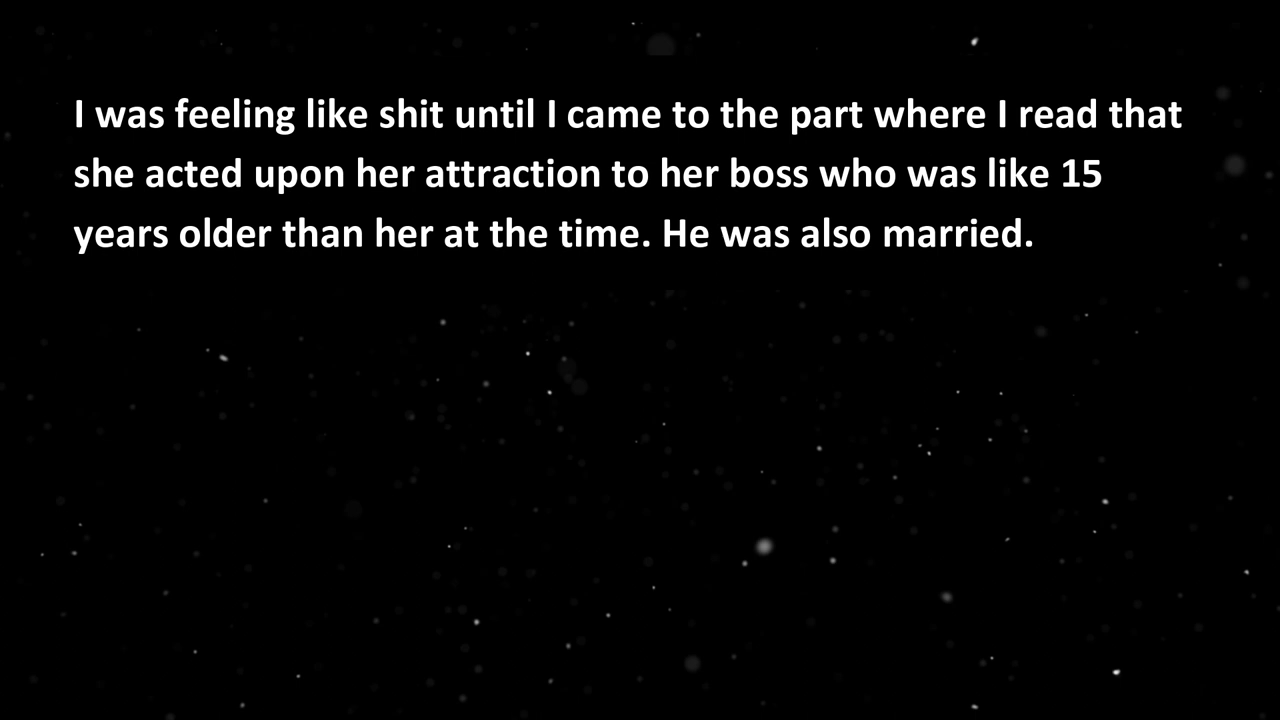 I was feeling like shit until I came to the part where I read that
she acted upon her attraction to her boss who was like 15
years older than her at the time. He was also married.